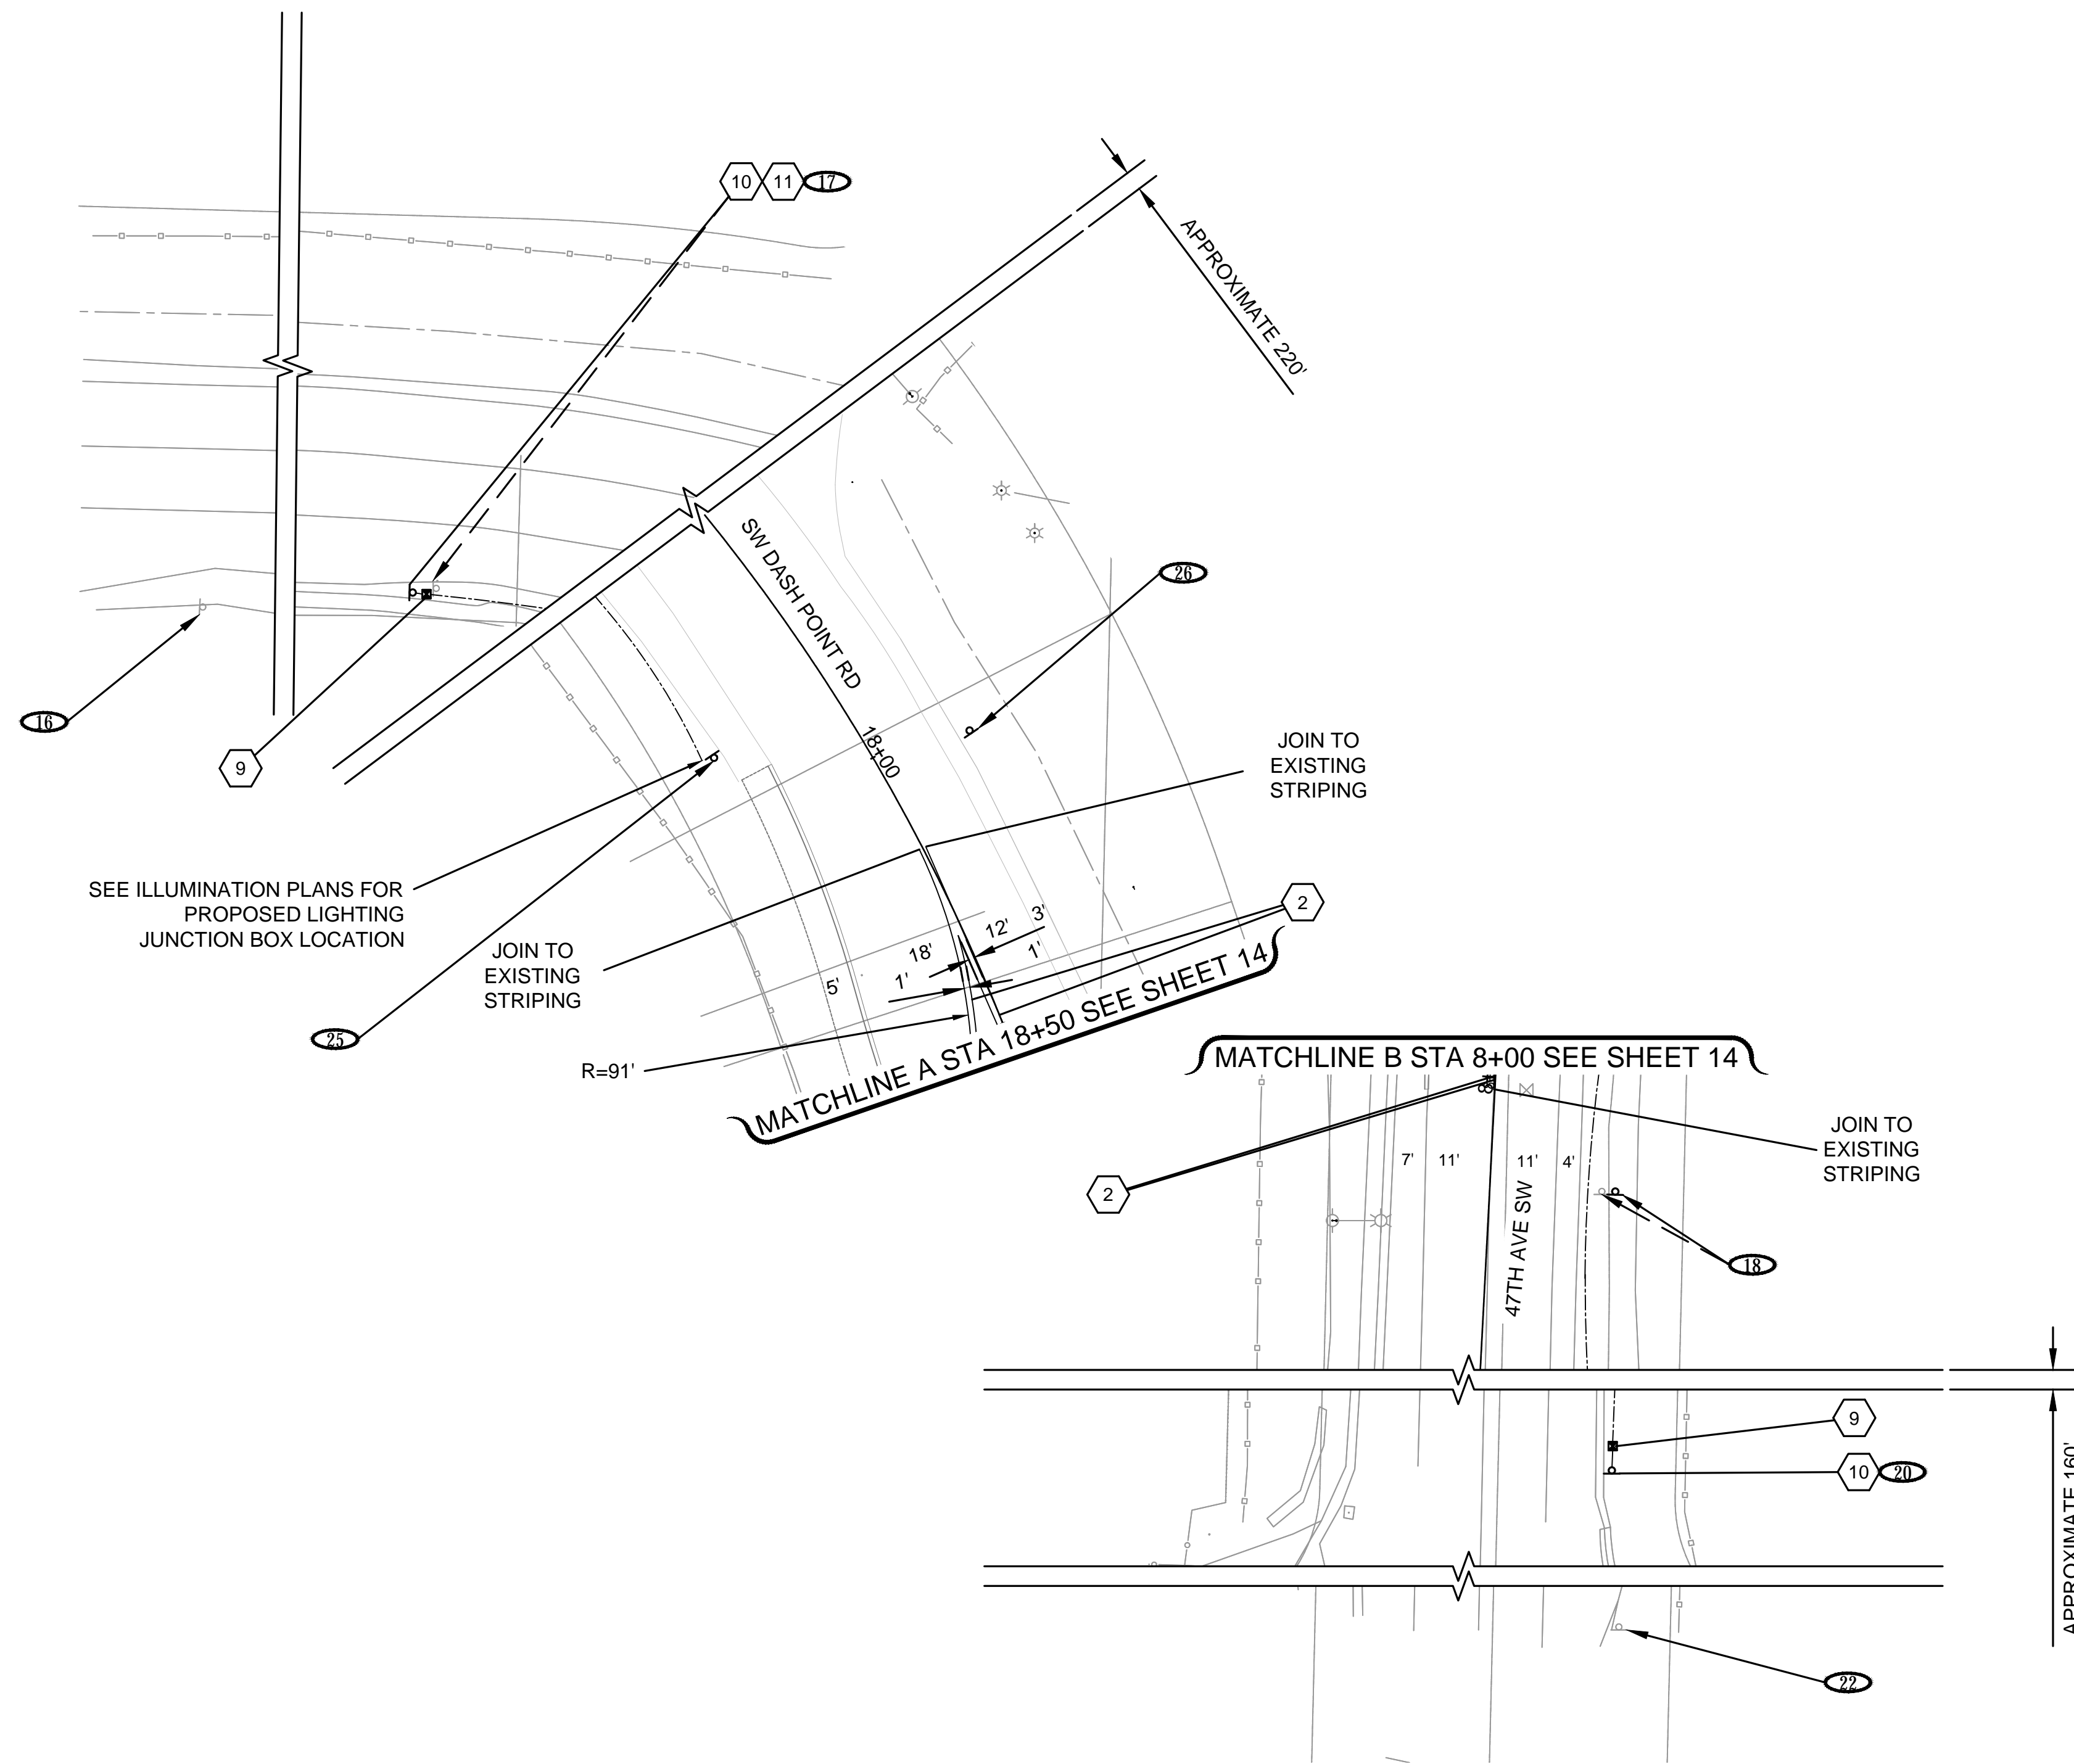 10
11
17
APPROXIMATE 220'
SW DASH POINT RD
18+00
26
16
9
JOIN TO
EXISTING
STRIPING
SEE ILLUMINATION PLANS FOR
PROPOSED LIGHTING
JUNCTION BOX LOCATION
JOIN TO
EXISTING
STRIPING
2
3'
12'
1'
18'
1'
5'
25
R=91'
MATCHLINE A STA 18+50 SEE SHEET 14
MATCHLINE B STA 8+00 SEE SHEET 14
JOIN TO
EXISTING
STRIPING
2
7'
11'
11'
4'
47TH AVE SW
18
9
10
20
APPROXIMATE 160'
22